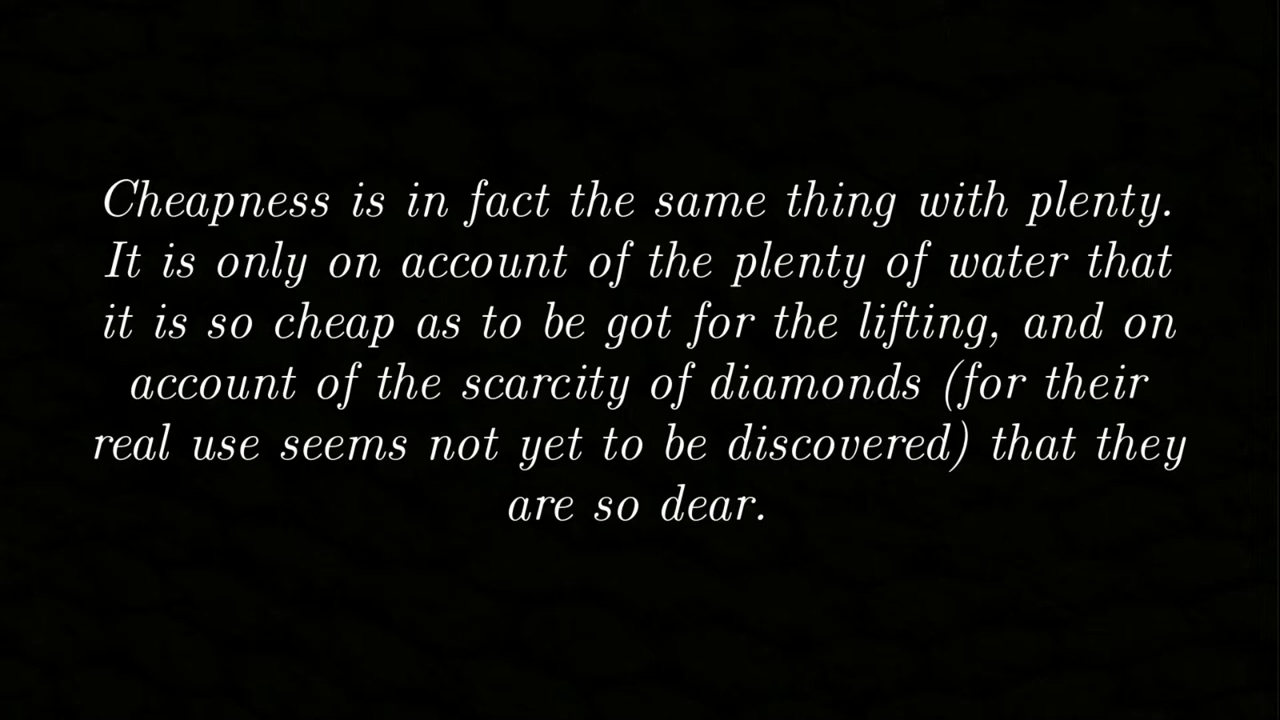 Cheapness is in fact the same thing with plenty.
It is only on account of the plenty of water that
it is so cheap as to be got for the lifting, and on
account of the scarcity of diamonds (for their
real use seems not yet to be discovered) that they
are so dear.